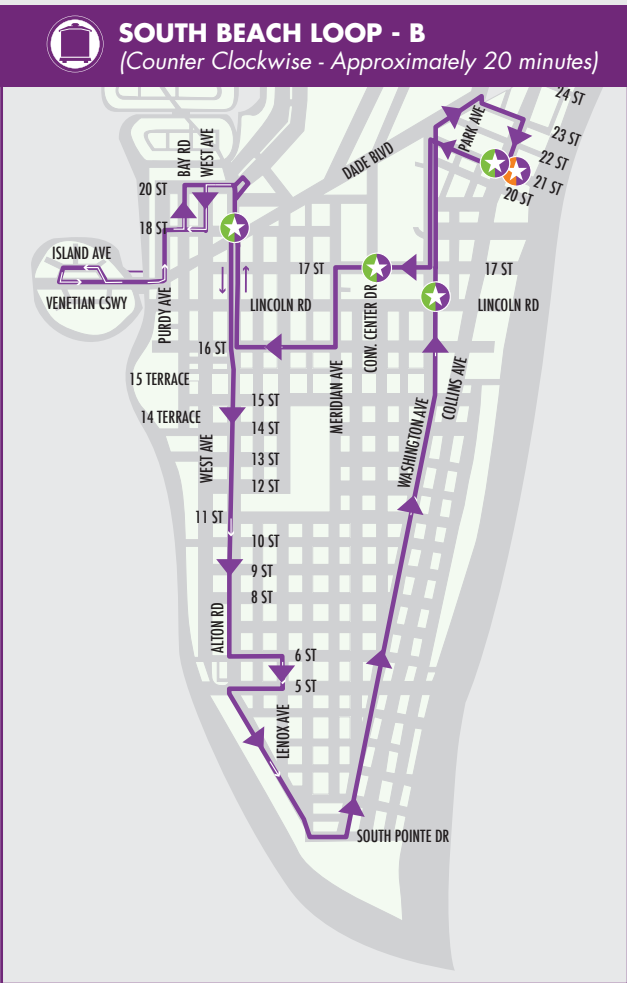 SOUTH BEACH LOOP - B
(Counter Clockwise - Approximately 20 minutes)
24 ST
PARK AVE
23 ST
22 ST
21 ST
20 ST
DADE BLVD
BAY RD
WEST AVE
20 ST
18 ST
ISLAND AVE
VENETIAN CSWY
PURDY AVE
17 ST
17 ST
LINCOLN RD
LINCOLN RD
CONV. CENTER DR
16 ST
MERIDIAN AVE
COLLINS AVE
15 TERRACE
15 ST
14 TERRACE
14 ST
WASHINGTON AVE
WEST AVE
13 ST
12 ST
11 ST
10 ST
9 ST
8 ST
ALTON RD
6 ST
5 ST
LENOX AVE
SOUTH POINTE DR